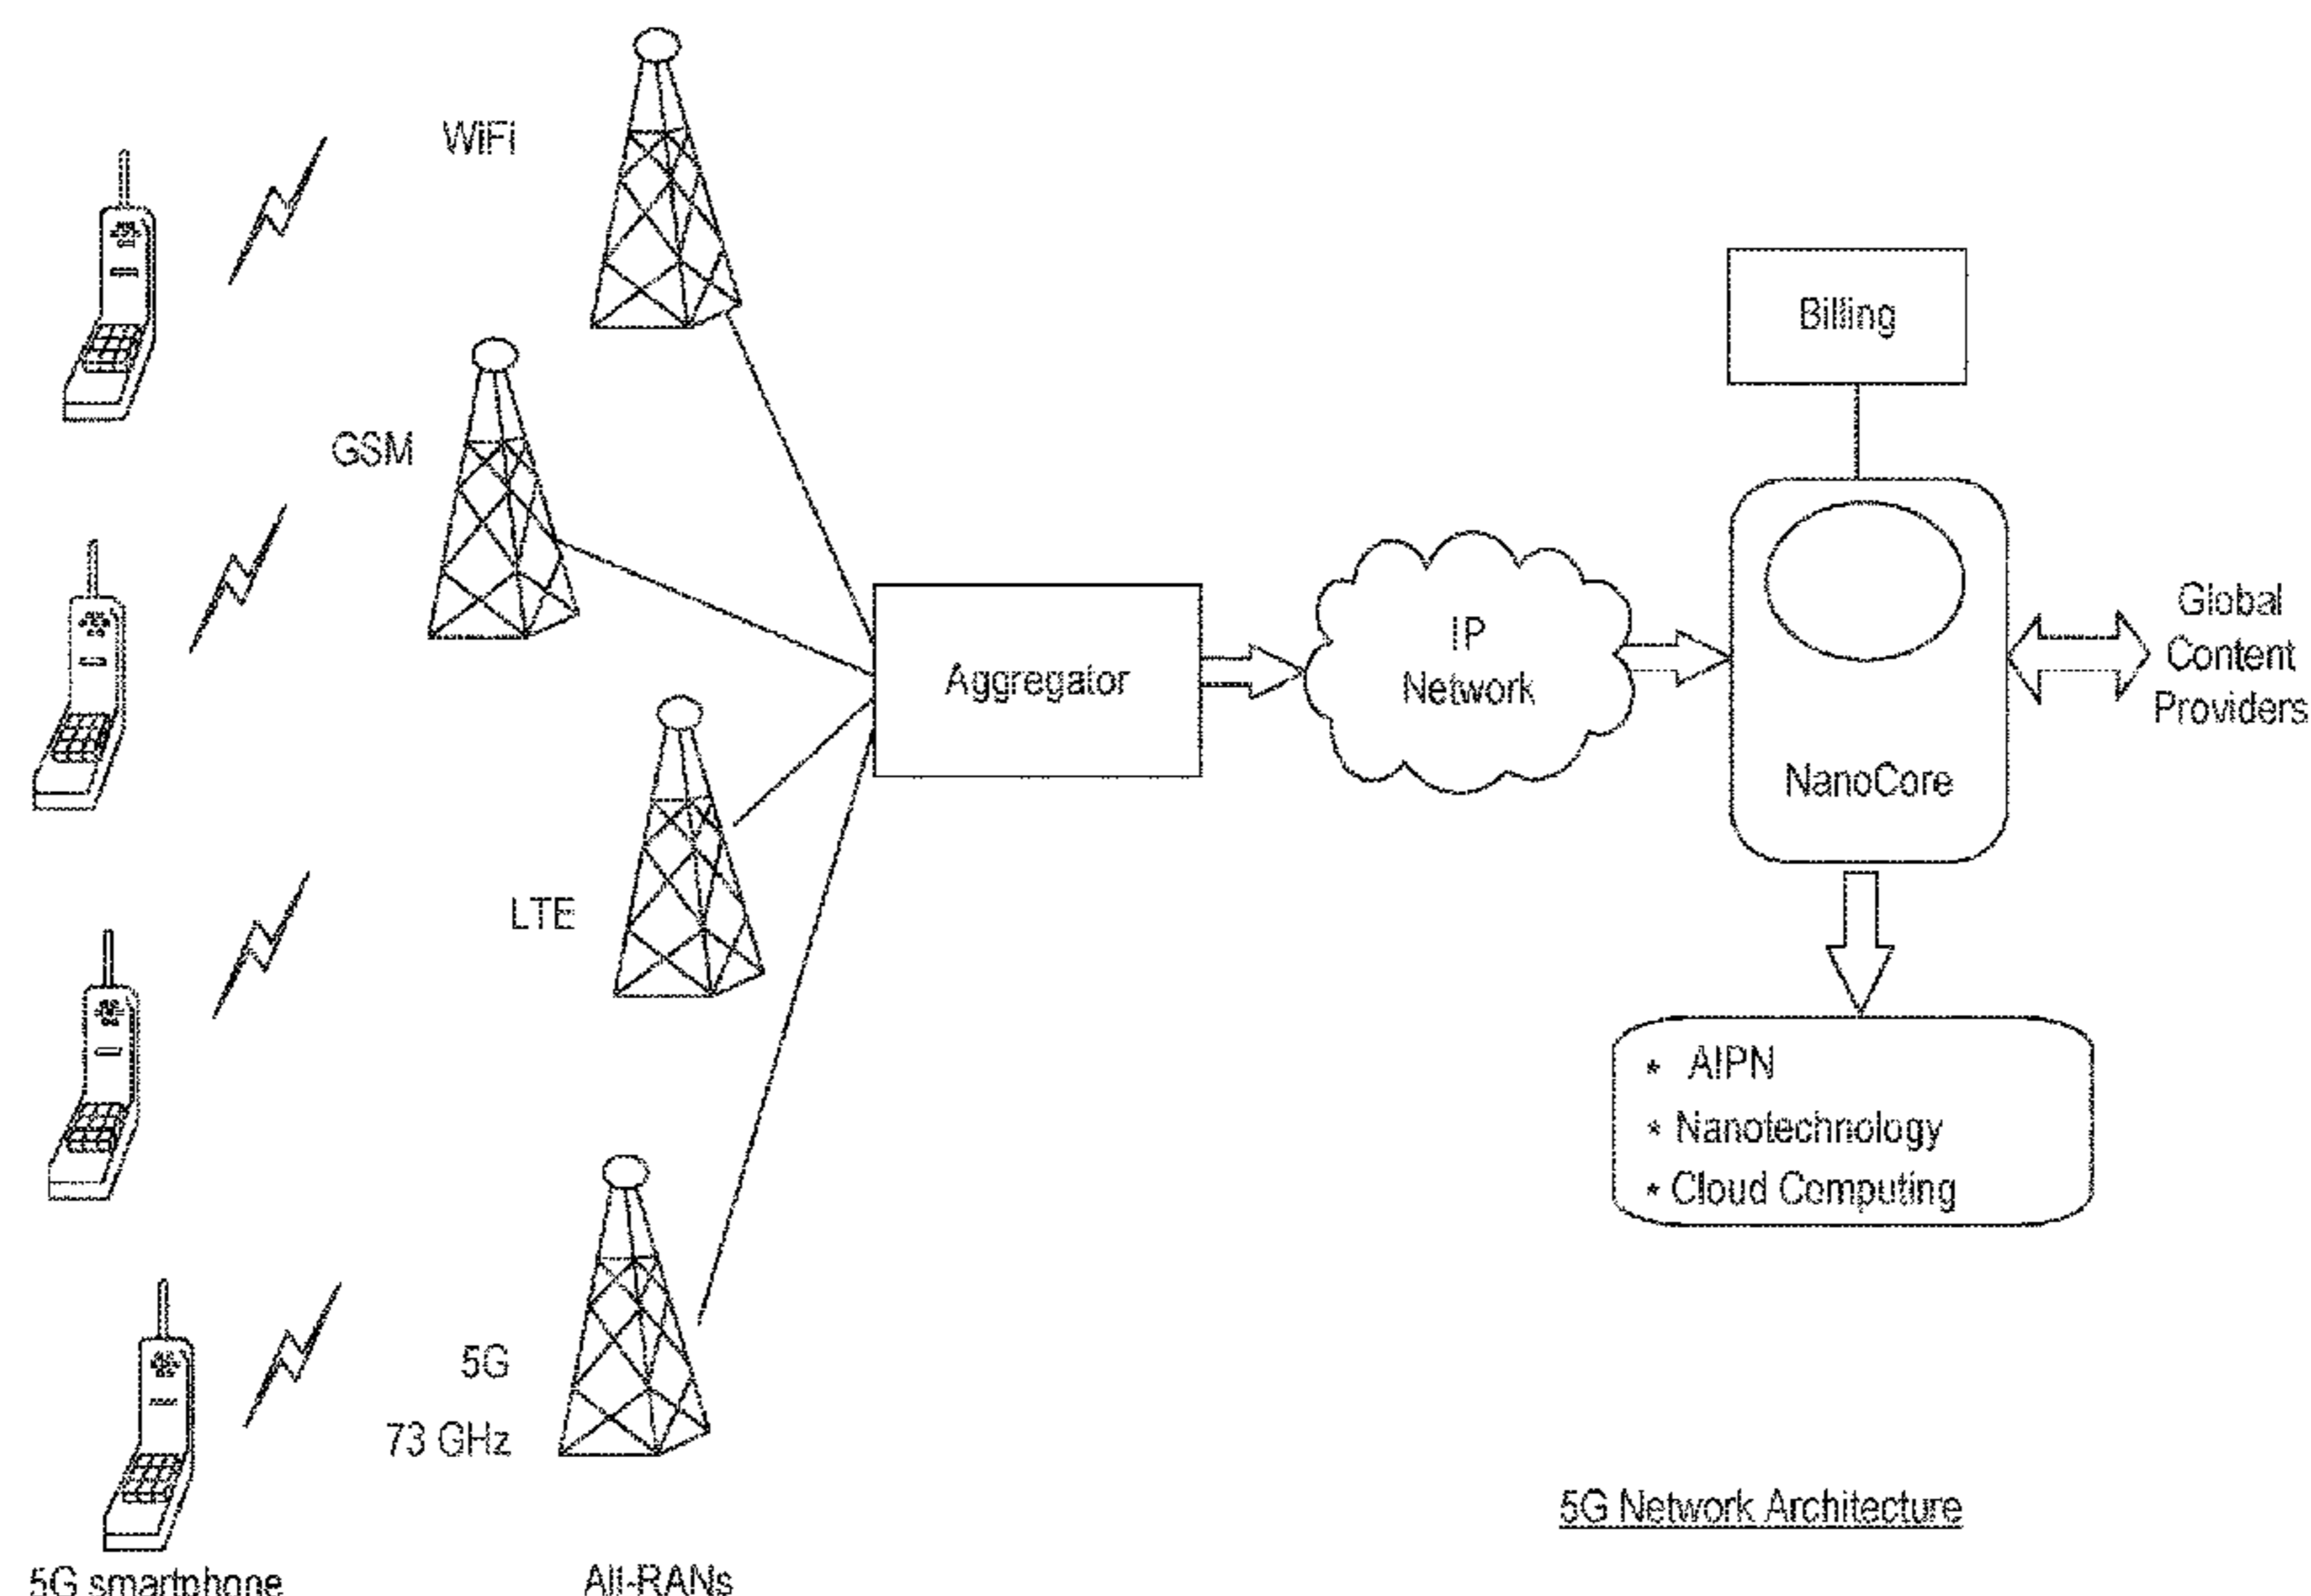 WiFi
GSM
LTE
5G
73 GHz
5G smartphone
All-RANs
Aggregator
IP
Network
Billing
NanoCore
Global
Content
Providers
* AIPN
* Nanotechnology
* Cloud Computing
5G Network Architecture